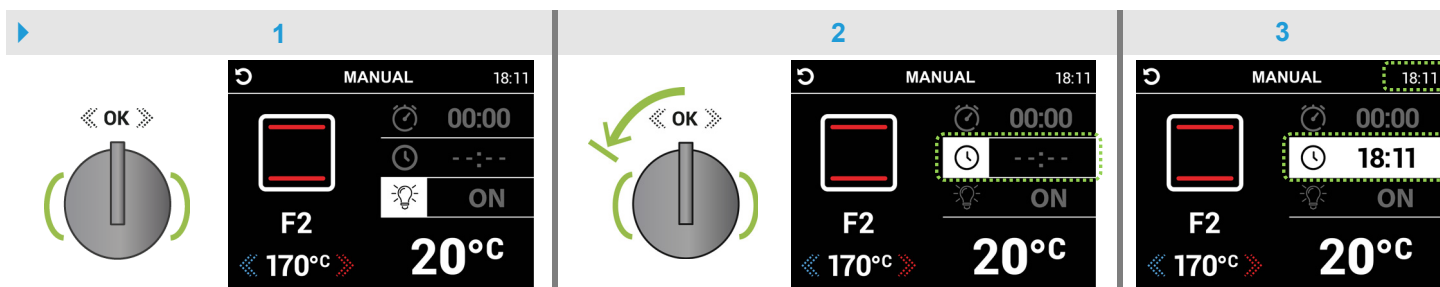 1
2
3
OK
MANUAL 18:11
00:00
--:--
ON
F2
170°C
20°C
OK
MANUAL 18:11
00:00
--:--
ON
F2
170°C
20°C
MANUAL 18:11
00:00
18:11
ON
F2
170°C
20°C